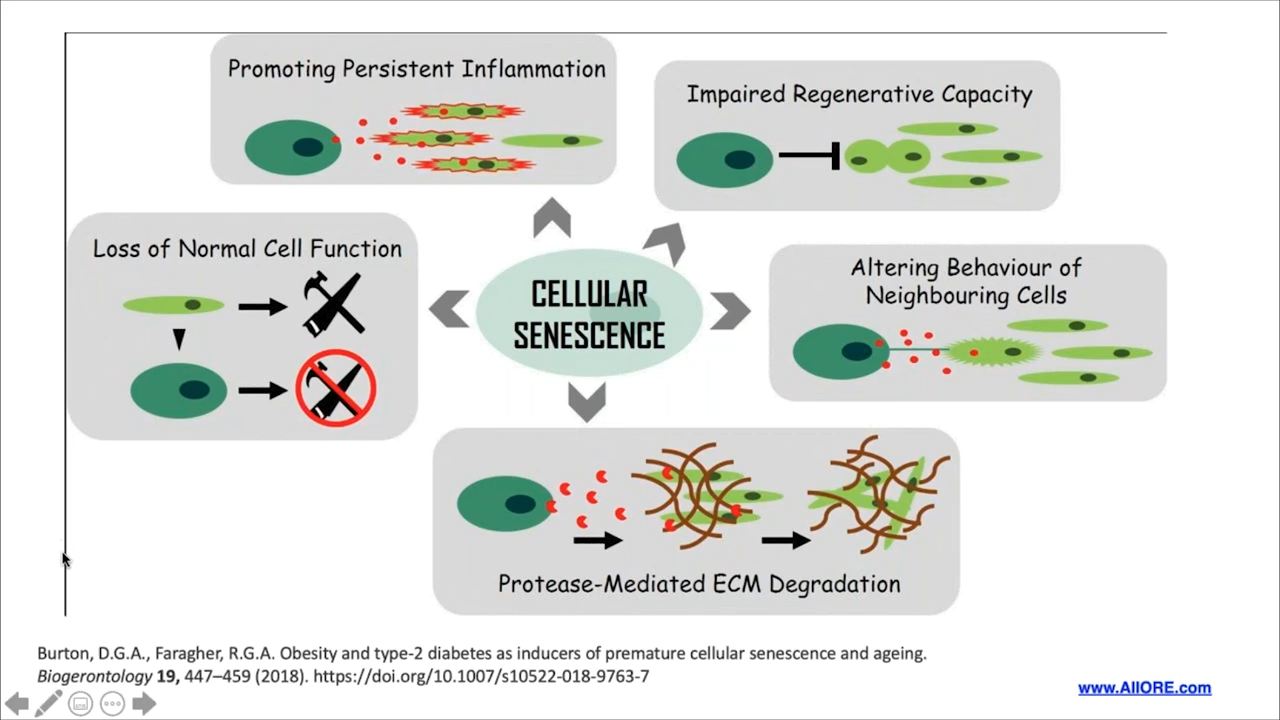 Promoting Persistent Inflammation
Impaired Regenerative Capacity
Loss of Normal Cell Function
CELLULAR
SENESCENCE
Altering Behaviour of
Neighbouring Cells
Protease-Mediated ECM Degradation
Burton, D.G.A., Faragher, R.G.A. Obesity and type-2 diabetes as inducers of premature cellular senescence and ageing.
Biogerontology 19, 447–459 (2018). https://doi.org/10.1007/s10522-018-9763-7
www.AllORE.com